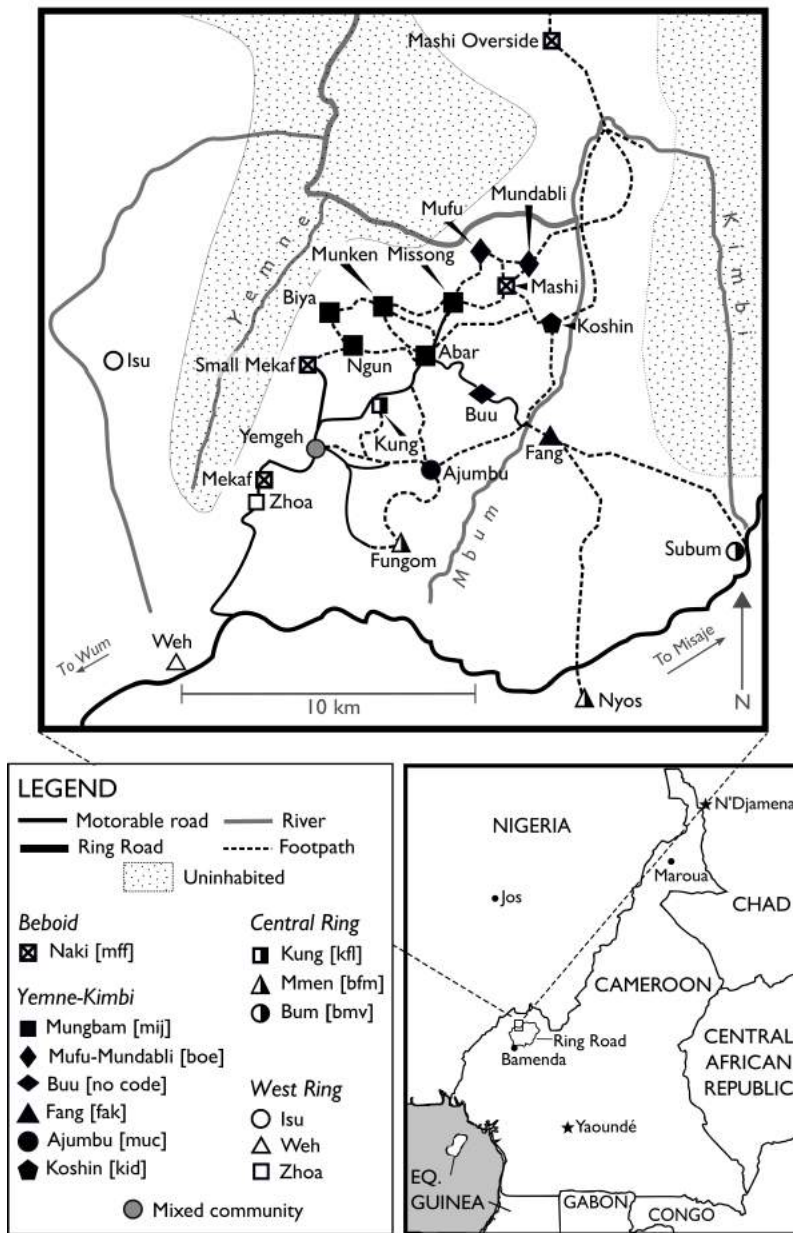 Mashi Overside
Mundabli
Mufu
Missong
Munken
Mashi
Biya
Koshin
Yemne
Kimbi
Isu
Small Mekaf
Ngun
Abar
Buu
Kung
Yemgeh
Fang
Ajumbu
Mekaf
Zhoa
Mbum
Fungom
Subum
To Wum
Weh
To Misaje
10 km
Nyos
N
LEGEND
Motorable road
River
Ring Road
Footpath
Uninhabited
Beboid
Naki [mff]
Yemne-Kimbi
Mungbam [mij]
Mufu-Mundabli [boe]
Buu [no code]
Fang [fak]
Ajumbu [muc]
Koshin [kid]
Central Ring
Kung [kfl]
Mmen [bfm]
Bum [bmv]
West Ring
Isu
Weh
Zhoa
Mixed community
N'Djamena
NIGERIA
Maroua
Jos
CHAD
CAMEROON
Ring Road
Bamenda
CENTRAL
AFRICAN
REPUBLIC
Yaoundé
EQ.
GUINEA
GABON
CONGO